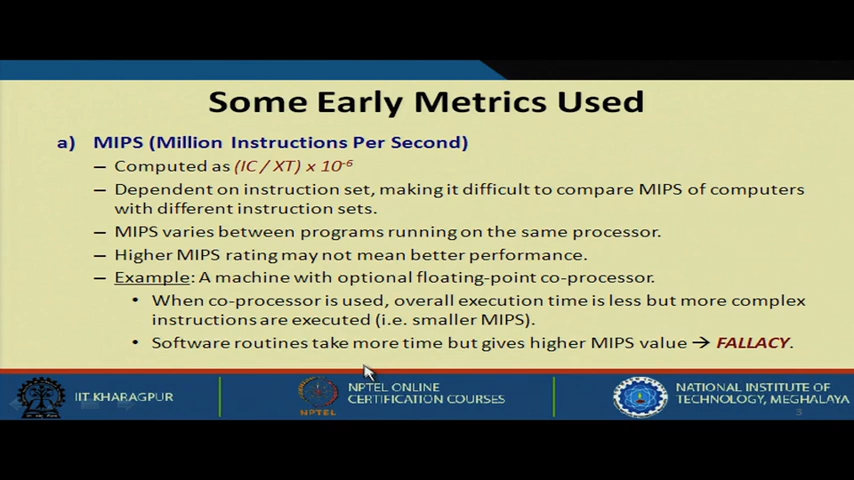 Some Early Metrics Used
a) MIPS (Million Instructions Per Second)
– Computed as (IC / XT) x 10⁻⁶
– Dependent on instruction set, making it difficult to compare MIPS of computers
with different instruction sets.
– MIPS varies between programs running on the same processor.
– Higher MIPS rating may not mean better performance.
– Example: A machine with optional floating-point co-processor.
• When co-processor is used, overall execution time is less but more complex
instructions are executed (i.e. smaller MIPS).
• Software routines take more time but gives higher MIPS value → FALLACY.
IIT KHARAGPUR
NPTEL
NPTEL ONLINE
CERTIFICATION COURSES
NATIONAL INSTITUTE OF
TECHNOLOGY, MEGHALAYA
3